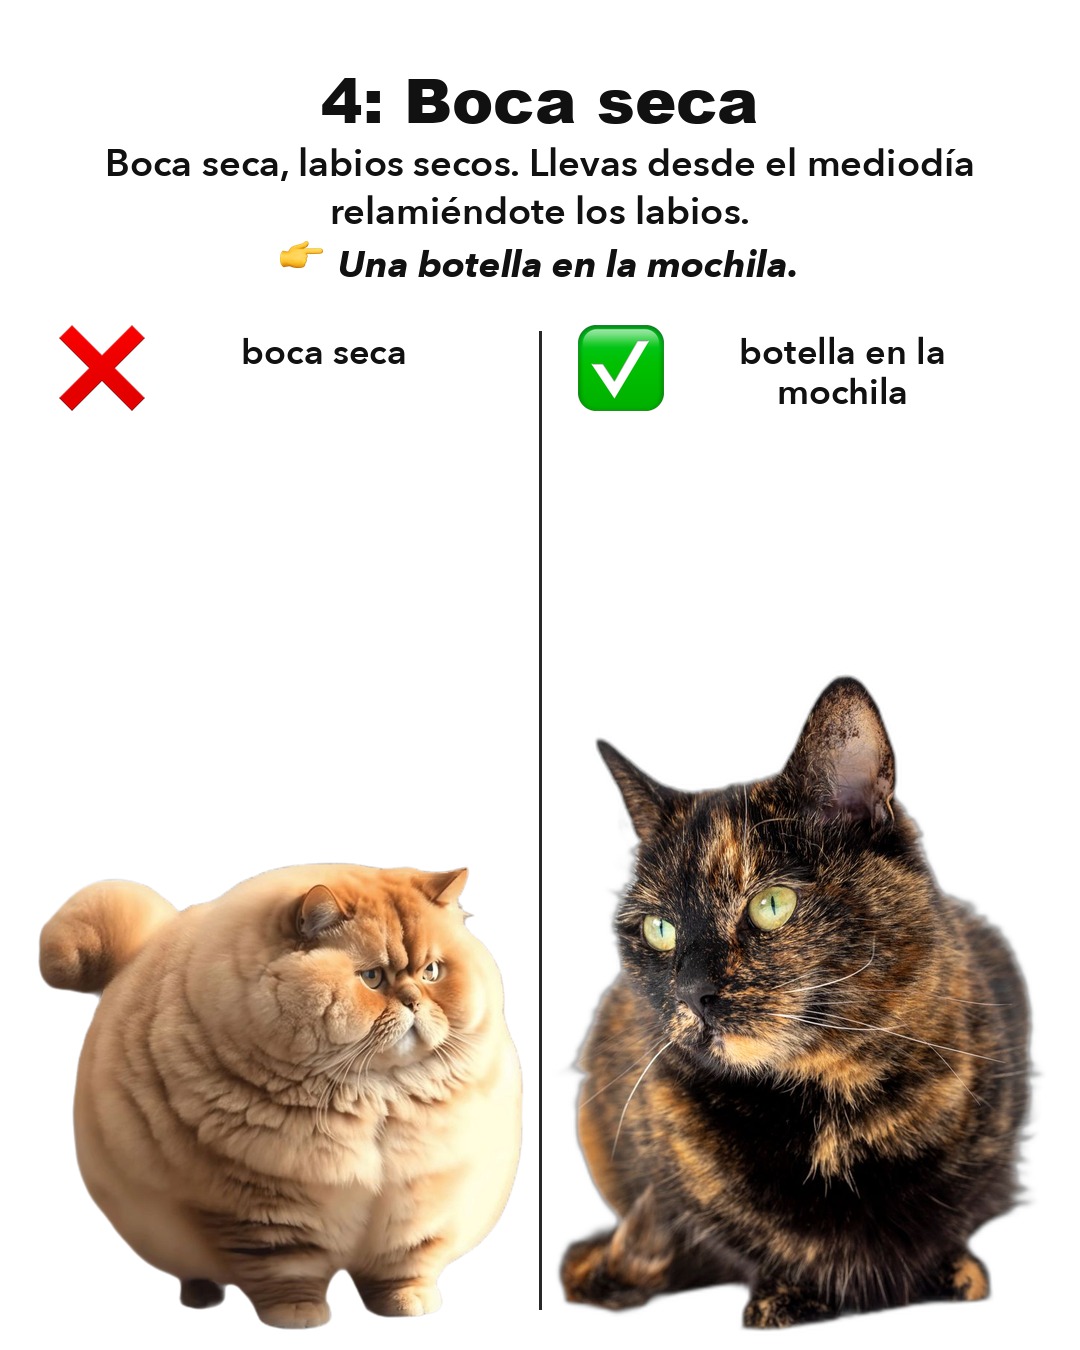 4: Boca seca
Boca seca, labios secos. Llevas desde el mediodía
relamiéndote los labios.
👉 Una botella en la mochila.
❌ boca seca
✅ botella en la
mochila